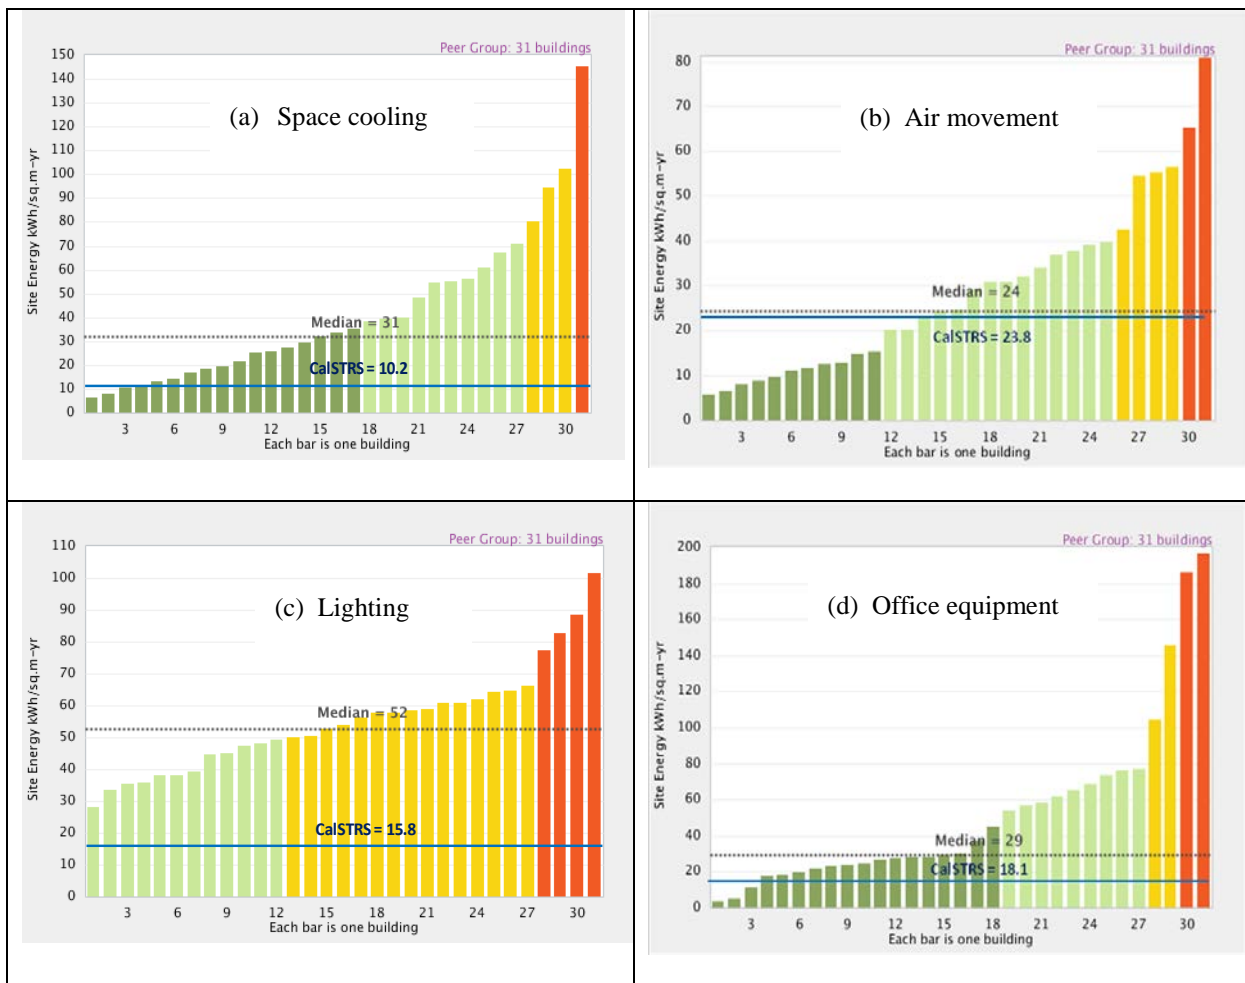 Peer Group: 31 buildings
150
140
130
120
110
100
90
80
70
60
50
40
30
20
10
0
Site Energy kWh/sq.m-yr
(a) Space cooling
Median = 31
CalSTRS = 10.2
3 6 9 12 15 18 21 24 27 30
Each bar is one building
Peer Group: 31 buildings
80
70
60
50
40
30
20
10
0
Site Energy kWh/sq.m-yr
(b) Air movement
Median = 24
CalSTRS = 23.8
3 6 9 12 15 18 21 24 27 30
Each bar is one building
Peer Group: 31 buildings
110
100
90
80
70
60
50
40
30
20
10
0
Site Energy kWh/sq.m-yr
(c) Lighting
Median = 52
CalSTRS = 15.8
3 6 9 12 15 18 21 24 27 30
Each bar is one building
Peer Group: 31 buildings
200
180
160
140
120
100
80
60
40
20
0
Site Energy kWh/sq.m-yr
(d) Office equipment
Median = 29
CalSTRS = 18.1
3 6 9 12 15 18 21 24 27 30
Each bar is one building